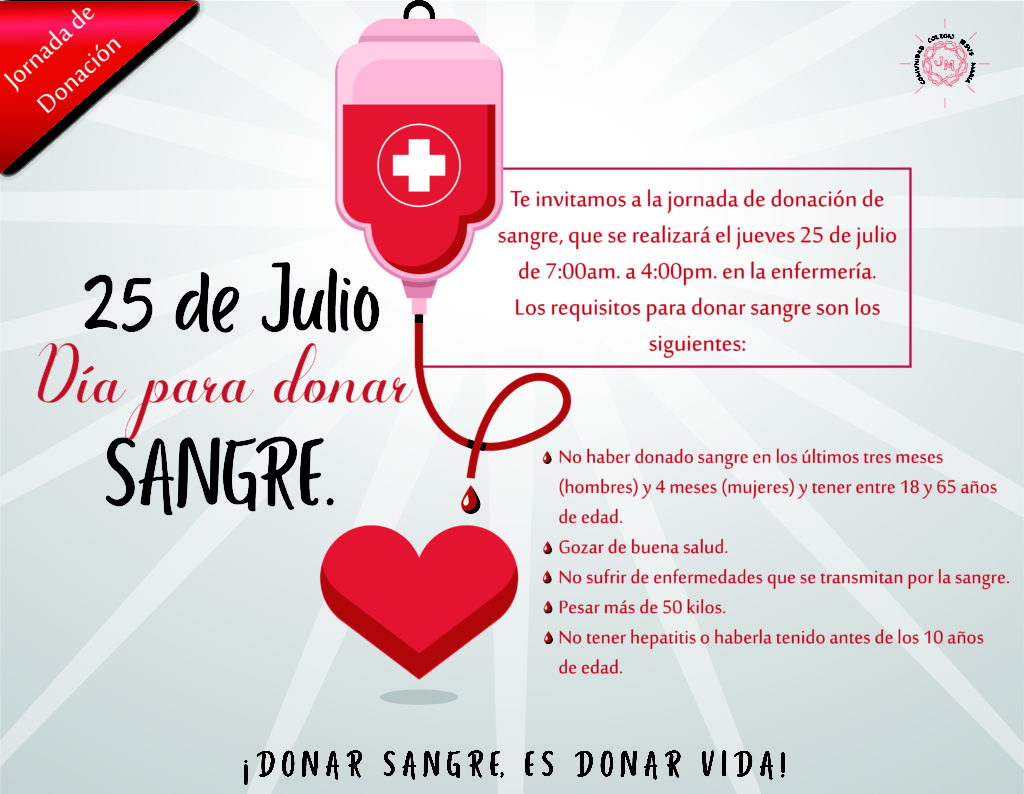 Jornada de
Donación
COMUNIDAD COLEGIO JESUS MARIA
JM
Te invitamos a la jornada de donación de
sangre, que se realizará el jueves 25 de julio
de 7:00am. a 4:00pm. en la enfermería.
Los requisitos para donar sangre son los
siguientes:
25 de Julio
Día para donar
SANGRE.
No haber donado sangre en los últimos tres meses
(hombres) y 4 meses (mujeres) y tener entre 18 y 65 años
de edad.
Gozar de buena salud.
No sufrir de enfermedades que se transmitan por la sangre.
Pesar más de 50 kilos.
No tener hepatitis o haberla tenido antes de los 10 años
de edad.
¡DONAR SANGRE, ES DONAR VIDA!